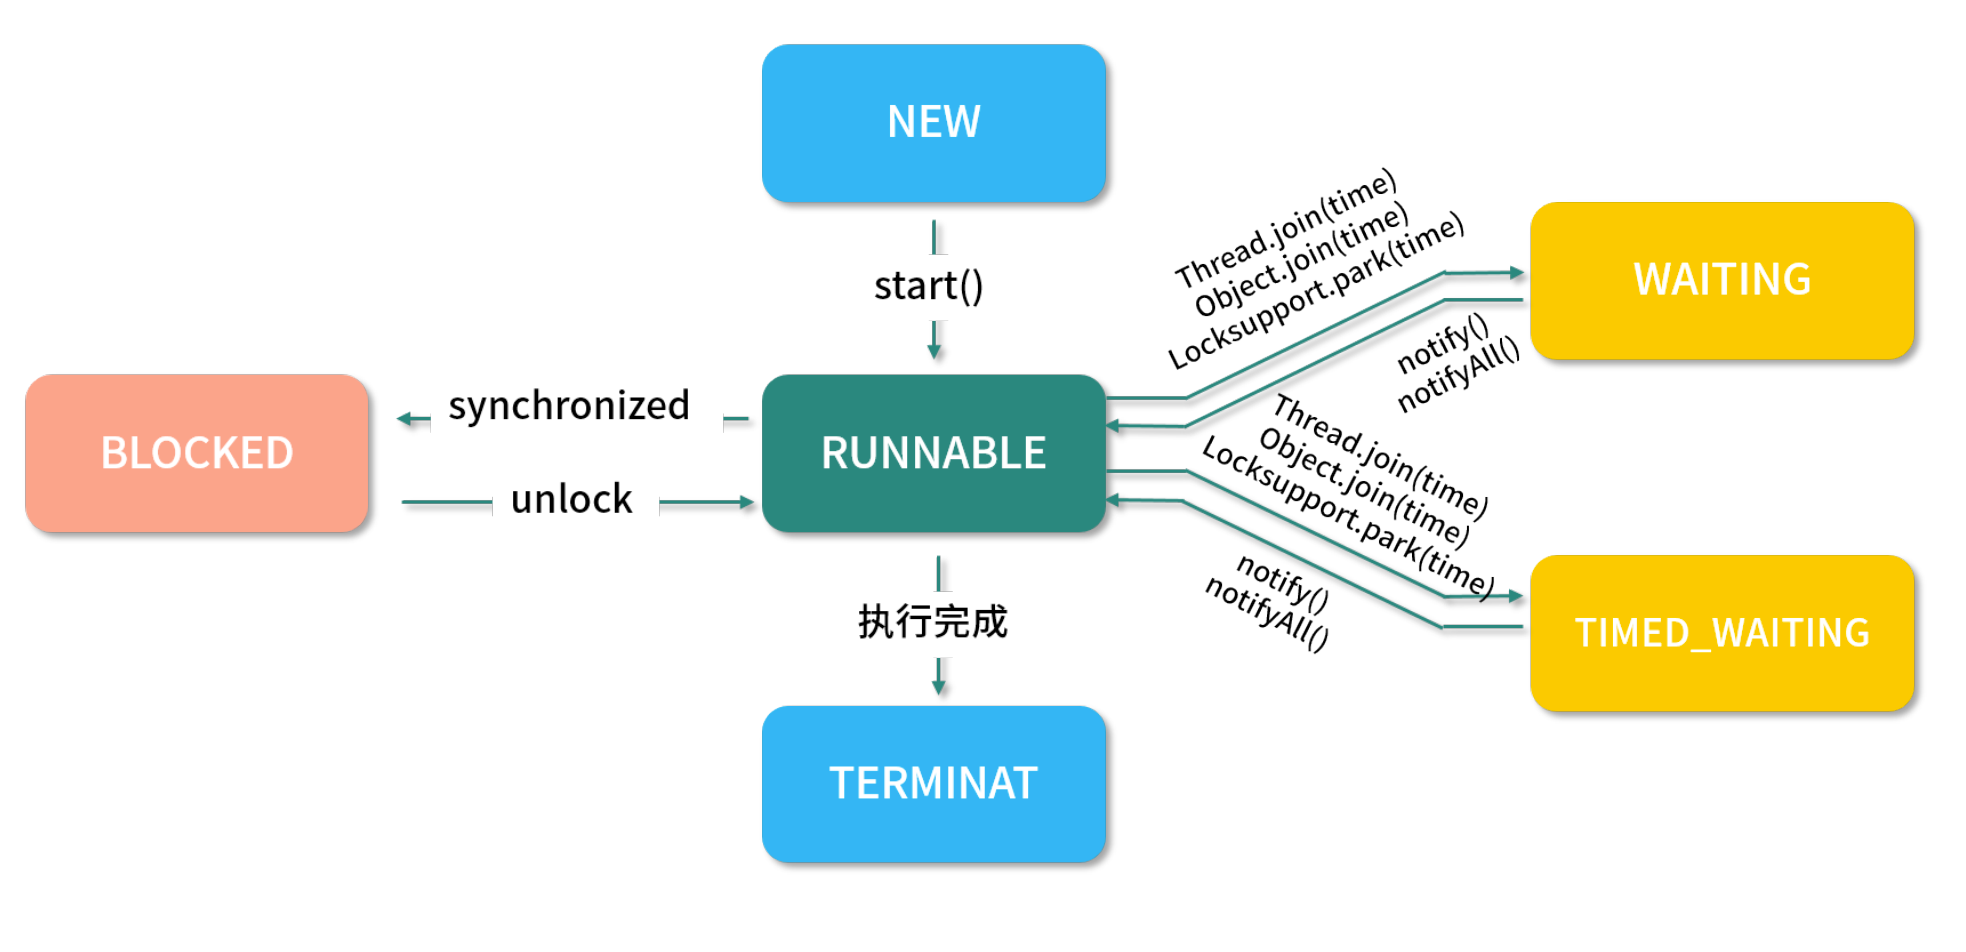 NEW
start()
Thread.join(time)
Object.join(time)
Locksupport.park(time)
WAITING
notify()
notifyAll()
synchronized
BLOCKED
RUNNABLE
unlock
Thread.join(time)
Object.join(time)
Locksupport.park(time)
notify()
notifyAll()
TIMED_WAITING
执行完成
TERMINAT